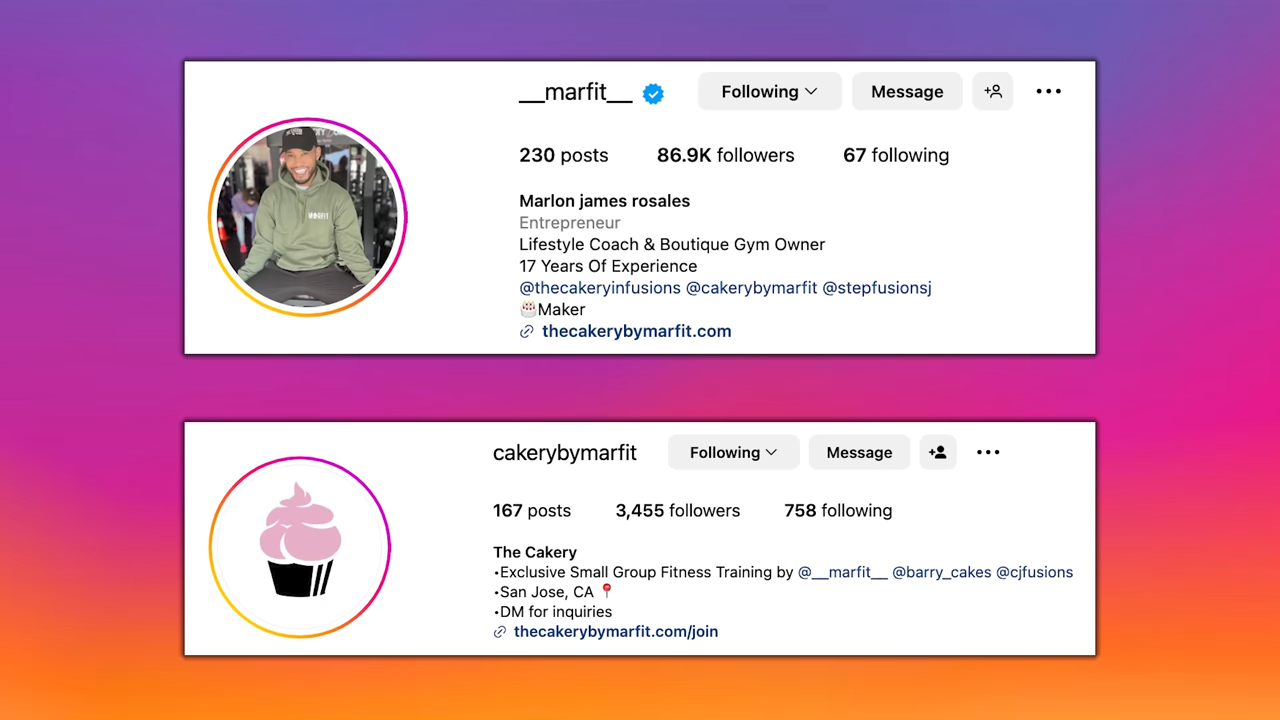 __marfit__ Following Message
230 posts 86.9K followers 67 following
Marlon james rosales
Entrepreneur
Lifestyle Coach & Boutique Gym Owner
17 Years Of Experience
@thecakeryinfusions @cakerybymarfit @stepfusionsj
🎂Maker
thecakerybymarfit.com
cakerybymarfit Following Message
167 posts 3,455 followers 758 following
The Cakery
•Exclusive Small Group Fitness Training by @__marfit__ @barry_cakes @cjfusions
•San Jose, CA 📍
•DM for inquiries
thecakerybymarfit.com/join